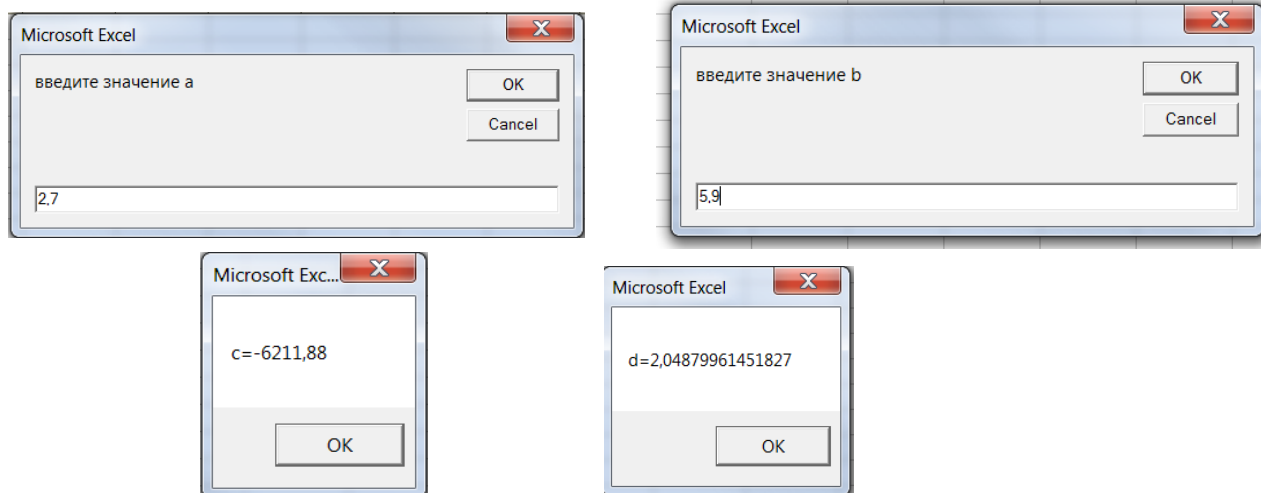 Microsoft Excel
X
введите значение a
OK
Cancel
2,7
Microsoft Excel
X
введите значение b
OK
Cancel
5,9
Microsoft Exc...
X
c=-6211,88
OK
Microsoft Excel
X
d=2,04879961451827
OK